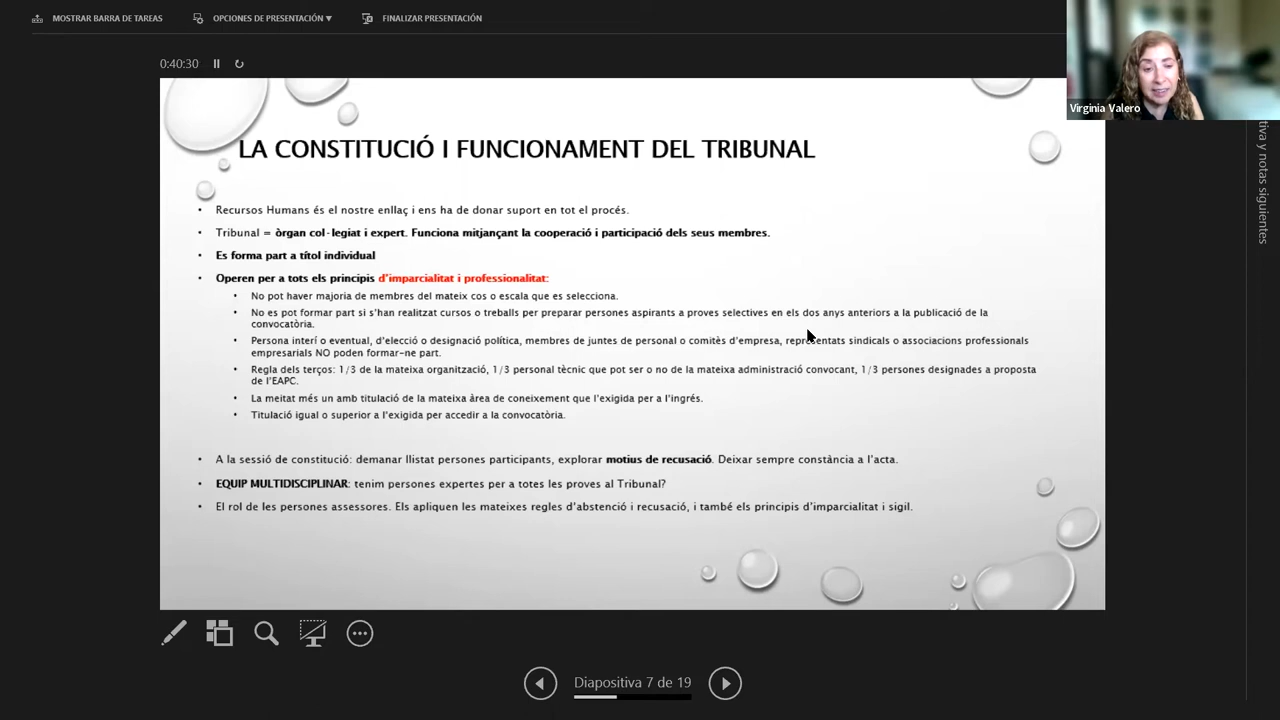 MOSTRAR BARRA DE TAREAS
OPCIONES DE PRESENTACIÓN ▼
FINALIZAR PRESENTACIÓN
0:40:30
Virginia Valero
tiva y notas siguientes
LA CONSTITUCIÓ I FUNCIONAMENT DEL TRIBUNAL
• Recursos Humans és el nostre enllaç i ens ha de donar suport en tot el procés.
• Tribunal = òrgan col·legiat i expert. Funciona mitjançant la cooperació i participació dels seus membres.
• Es forma part a títol individual
• Operen per a tots els principis d'imparcialitat i professionalitat:
• No pot haver majoria de membres del mateix cos o escala que es selecciona.
• No es pot formar part si s'han realitzat cursos o treballs per preparar persones aspirants a proves selectives en els dos anys anteriors a la publicació de la
convocatòria.
• Persona interí o eventual, d'elecció o designació política, membres de juntes de personal o comitès d'empresa, representats sindicals o associacions professionals
empresarials NO poden formar-ne part.
• Regla dels terços: 1/3 de la mateixa organització, 1/3 personal tècnic que pot ser o no de la mateixa administració convocant, 1/3 persones designades a proposta
de l'EAPC.
• La meitat més un amb titulació de la mateixa àrea de coneixement que l'exigida per a l'ingrés.
• Titulació igual o superior a l'exigida per accedir a la convocatòria.
• A la sessió de constitució: demanar llistat persones participants, explorar motius de recusació. Deixar sempre constància a l'acta.
• EQUIP MULTIDISCIPLINAR: tenim persones expertes per a totes les proves al Tribunal?
• El rol de les persones assessores. Els apliquen les mateixes regles d'abstenció i recusació, i també els principis d'imparcialitat i sigil.
Diapositiva 7 de 19